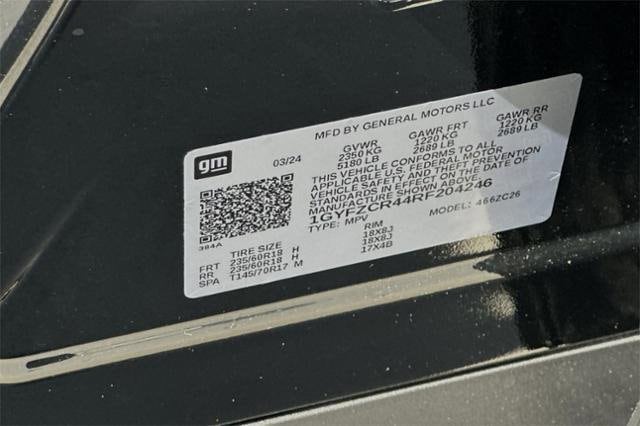 gm
03/24
MFD BY GENERAL MOTORS LLC
GVWR GAWR FRT GAWR RR
2350 KG 1220 KG 1220 KG
5180 LB 2689 LB 2689 LB
THIS VEHICLE CONFORMS TO ALL
APPLICABLE U.S. FEDERAL MOTOR
VEHICLE SAFETY AND THEFT PREVENTION
STANDARDS IN EFFECT ON THE DATE OF
MANUFACTURE SHOWN ABOVE.
1GYFZCR44RF204246
TYPE: MPV MODEL: 466ZC26
384A
TIRE SIZE RIM
FRT 235/60R18 H 18X8J
RR 235/60R18 H 18X8J
SPA T145/70R17 M 17X4B